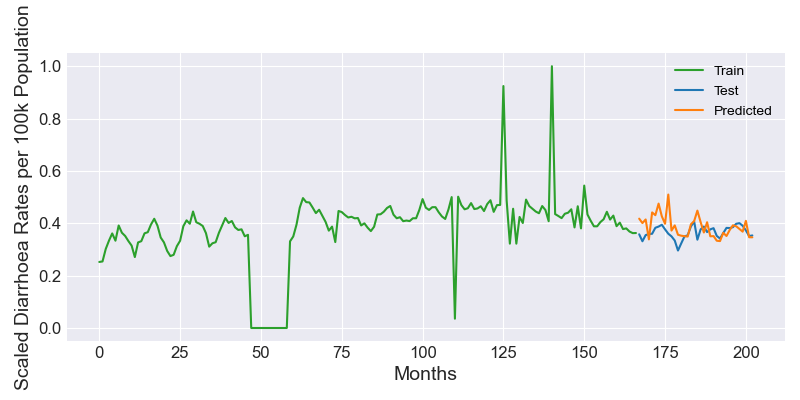 Scaled Diarrhoea Rates per 100k Population
1.0
0.8
0.6
0.4
0.2
0.0
Train
Test
Predicted
0 25 50 75 100 125 150 175 200
Months